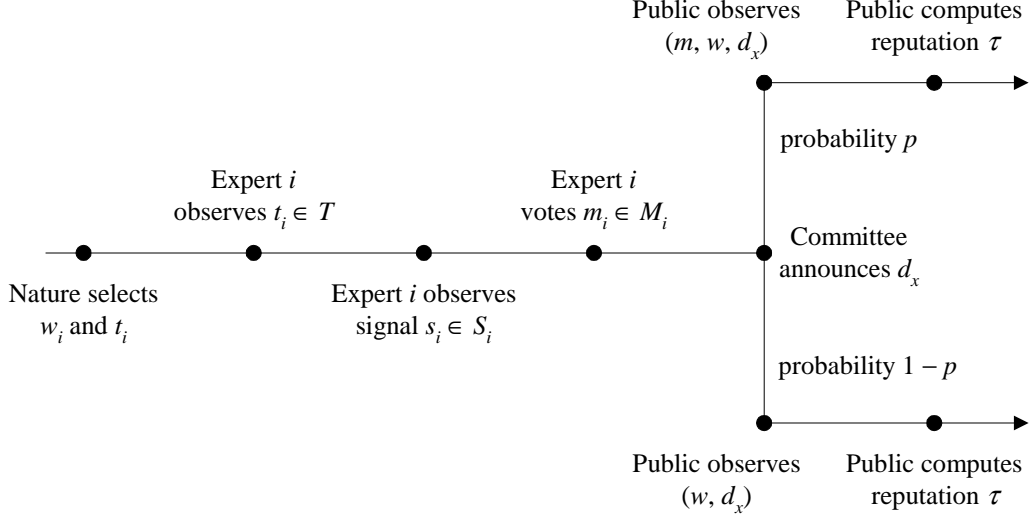 Public observes
(m, w, d_x)
Public computes
reputation τ
probability p
Expert i
observes t_i ∈ T
Expert i
votes m_i ∈ M_i
Committee
announces d_x
Nature selects
w_i and t_i
Expert i observes
signal s_i ∈ S_i
probability 1 − p
Public observes
(w, d_x)
Public computes
reputation τ